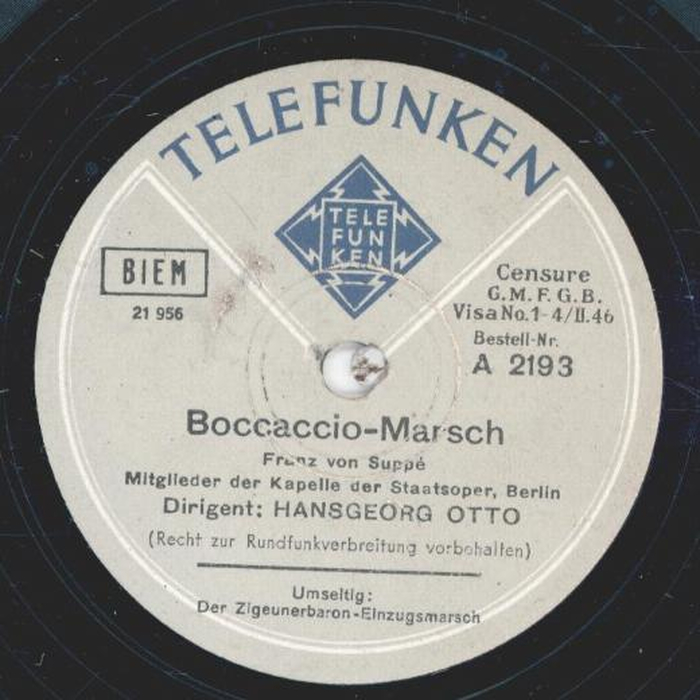 TELEFUNKEN
TELE
FUN
KEN
BIEM
21 956
Censure
G.M.F.G.B.
Visa No. 1-4/II.46
Bestell-Nr.
A 2193
Boccaccio-Marsch
Franz von Suppé
Mitglieder der Kapelle der Staatsoper, Berlin
Dirigent: HANSGEORG OTTO
(Recht zur Rundfunkverbreitung vorbehalten)
Umseitig:
Der Zigeunerbaron-Einzugsmarsch